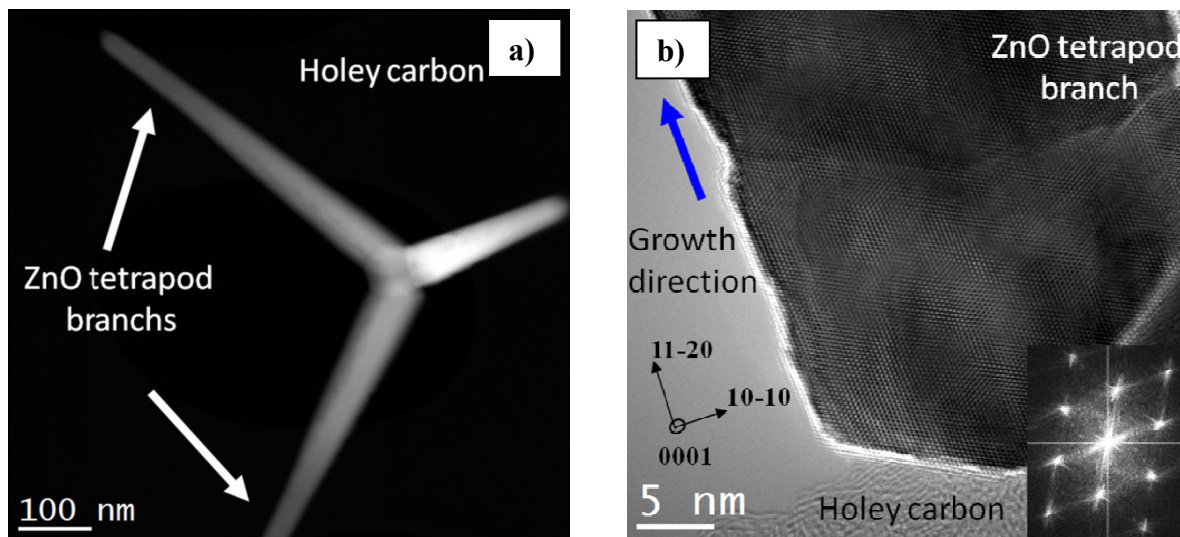 a)
Holey carbon
ZnO tetrapod
branchs
100 nm
b)
ZnO tetrapod
branch
Growth
direction
11-20
10-10
0001
5 nm
Holey carbon